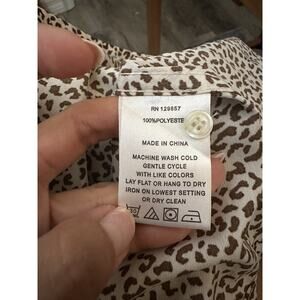 RN 129857
100%POLYESTE
MADE IN CHINA
MACHINE WASH COLD
GENTLE CYCLE
WITH LIKE COLORS
LAY FLAT OR HANG TO DRY
IRON ON LOWEST SETTING
OR DRY CLEAN